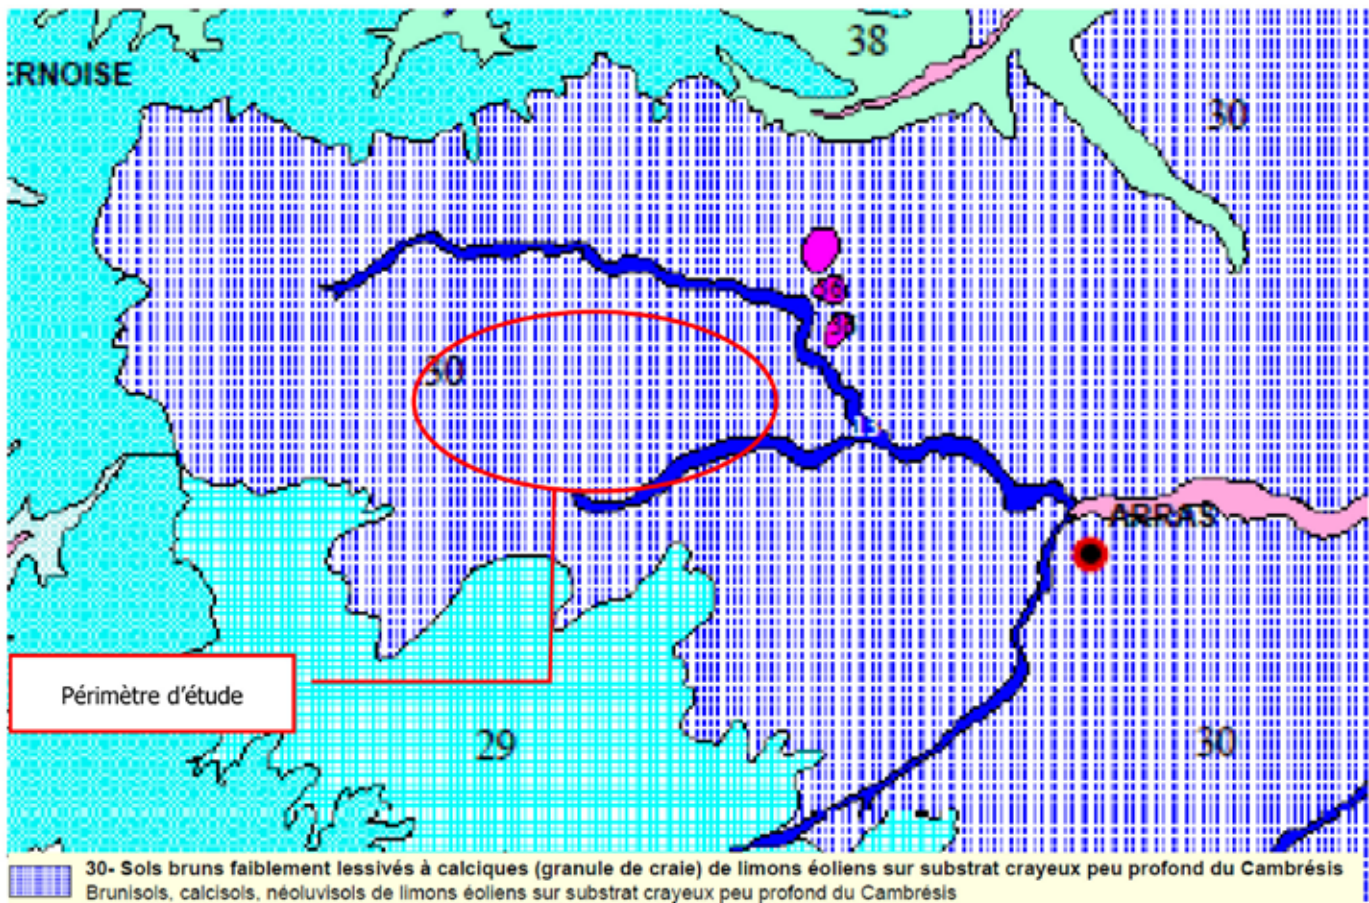 38
ERNOISE
30
30
13
ARRAS
Périmètre d'étude
29
30
30- Sols bruns faiblement lessivés à calciques (granule de craie) de limons éoliens sur substrat crayeux peu profond du Cambrésis
Brunisols, calcisols, néoluvisols de limons éoliens sur substrat crayeux peu profond du Cambrésis